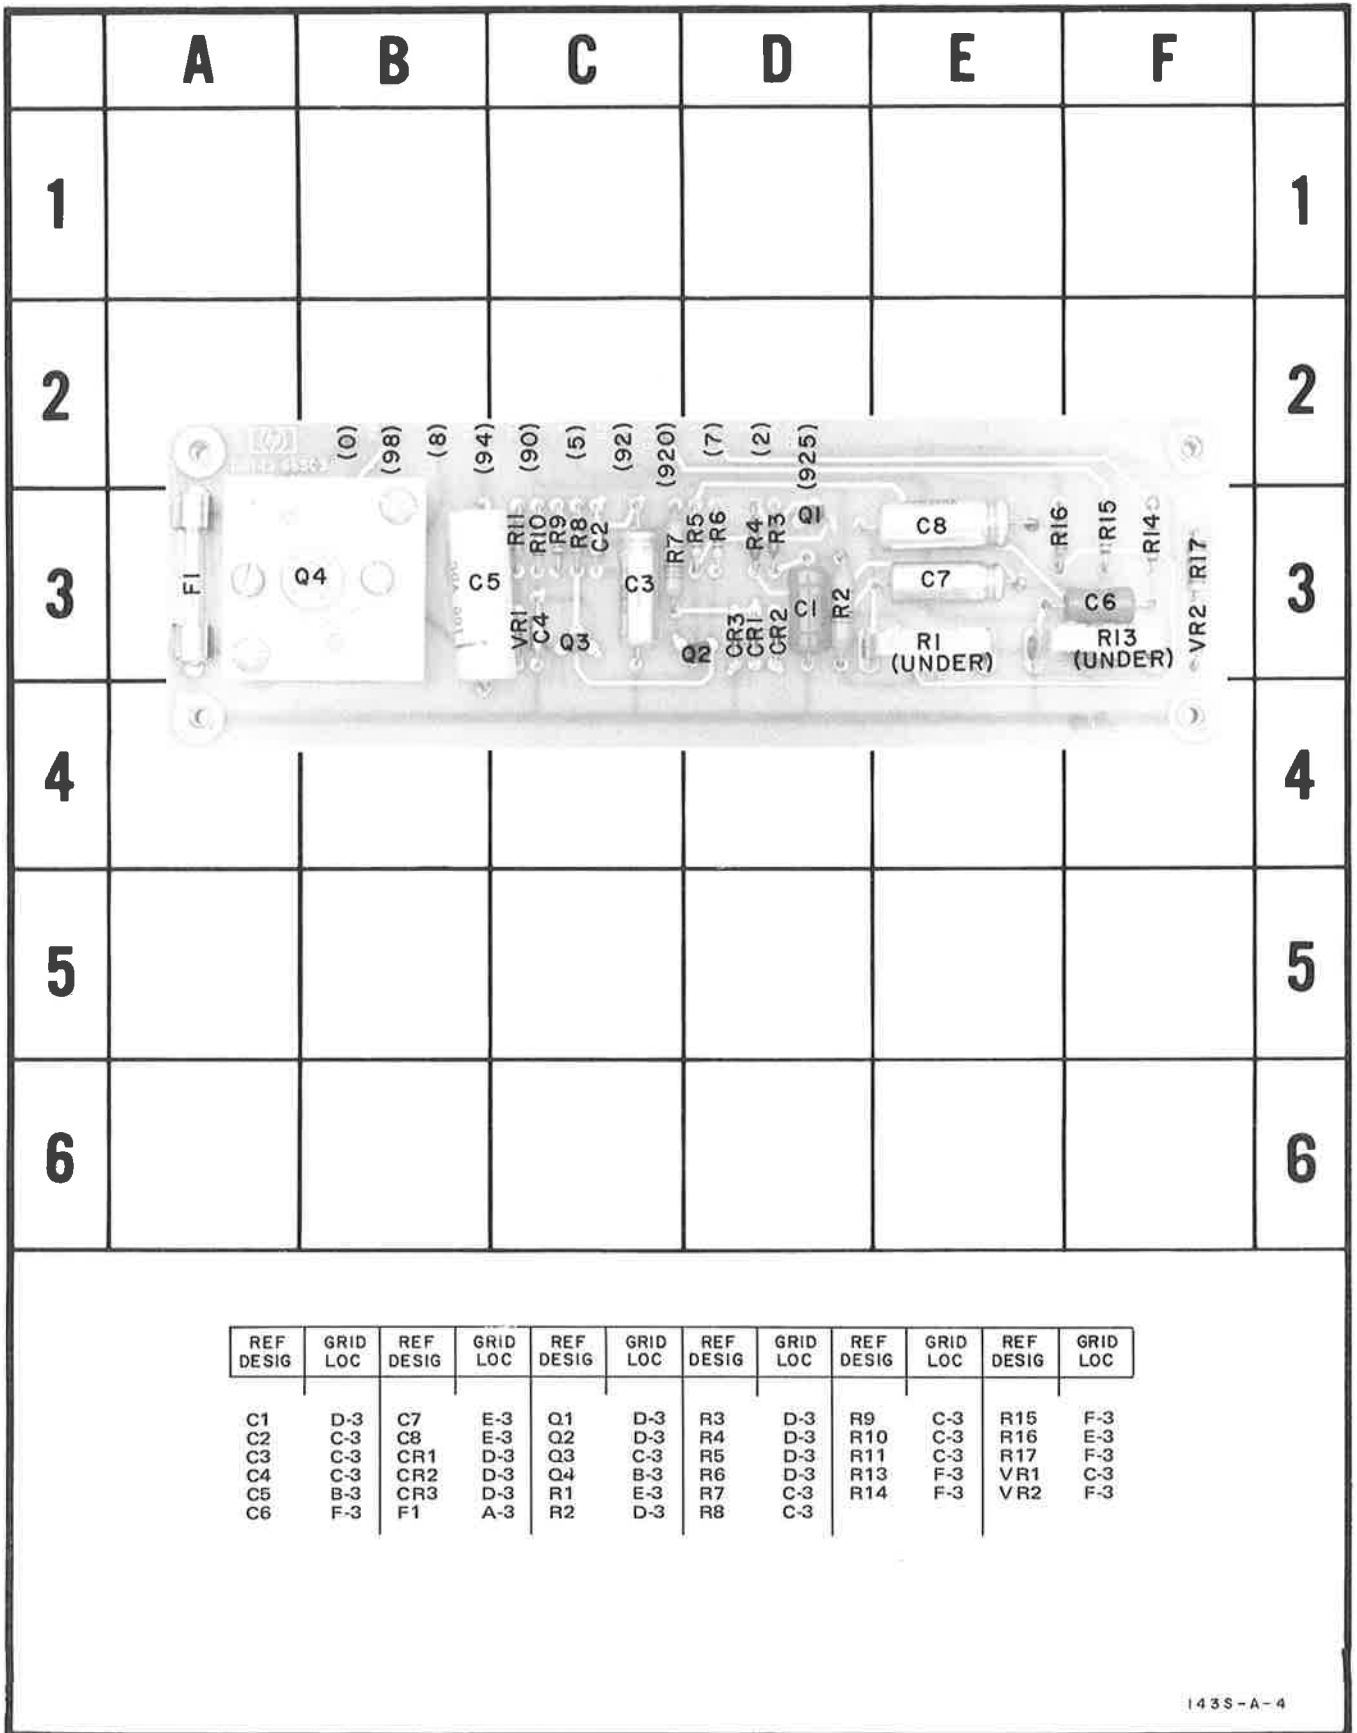 A B C D E F
1 1
2 2
(0) (98) (8) (94) (90) (5) (92) (920) (7) (2) (925)
hp
3 3
F1 Q4 C5 R11 R10 R9 R8 C2 C3 R7 R5 R6 R4 R3 Q1 C8 R16 R15 R14
100 VDC
VR1 C4 Q3 Q2 CR3 CR1 CR2 C1 R2 C7 C6 VR2 R17
R1 (UNDER)
R13 (UNDER)
4 4
5 5
6 6
REF DESIG GRID LOC REF DESIG GRID LOC REF DESIG GRID LOC REF DESIG GRID LOC REF DESIG GRID LOC REF DESIG GRID LOC
C1 D-3 C7 E-3 Q1 D-3 R3 D-3 R9 C-3 R15 F-3
C2 C-3 C8 E-3 Q2 D-3 R4 D-3 R10 C-3 R16 E-3
C3 C-3 CR1 D-3 Q3 C-3 R5 D-3 R11 C-3 R17 F-3
C4 C-3 CR2 D-3 Q4 B-3 R6 D-3 R13 F-3 VR1 C-3
C5 B-3 CR3 D-3 R1 E-3 R7 C-3 R14 F-3 VR2 F-3
C6 F-3 F1 A-3 R2 D-3 R8 C-3
143S-A-4